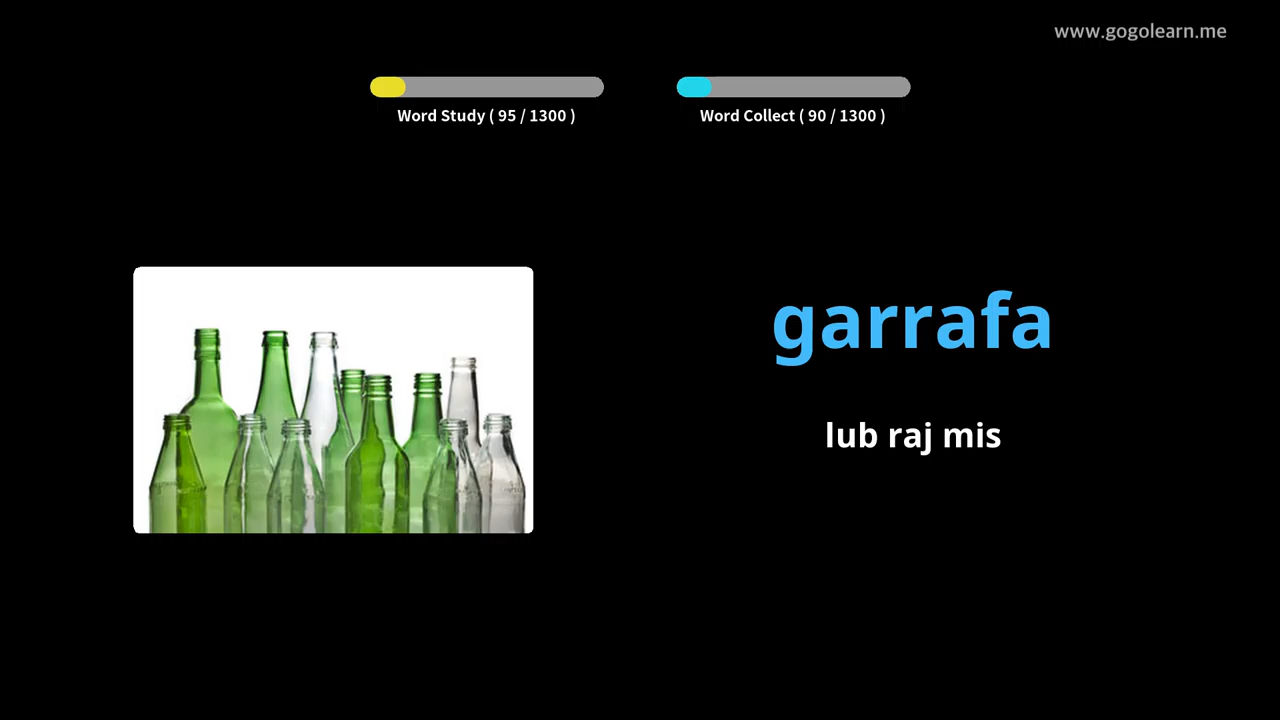 www.gogolearn.me
Word Study ( 95 / 1300 )
Word Collect ( 90 / 1300 )
garrafa
lub raj mis